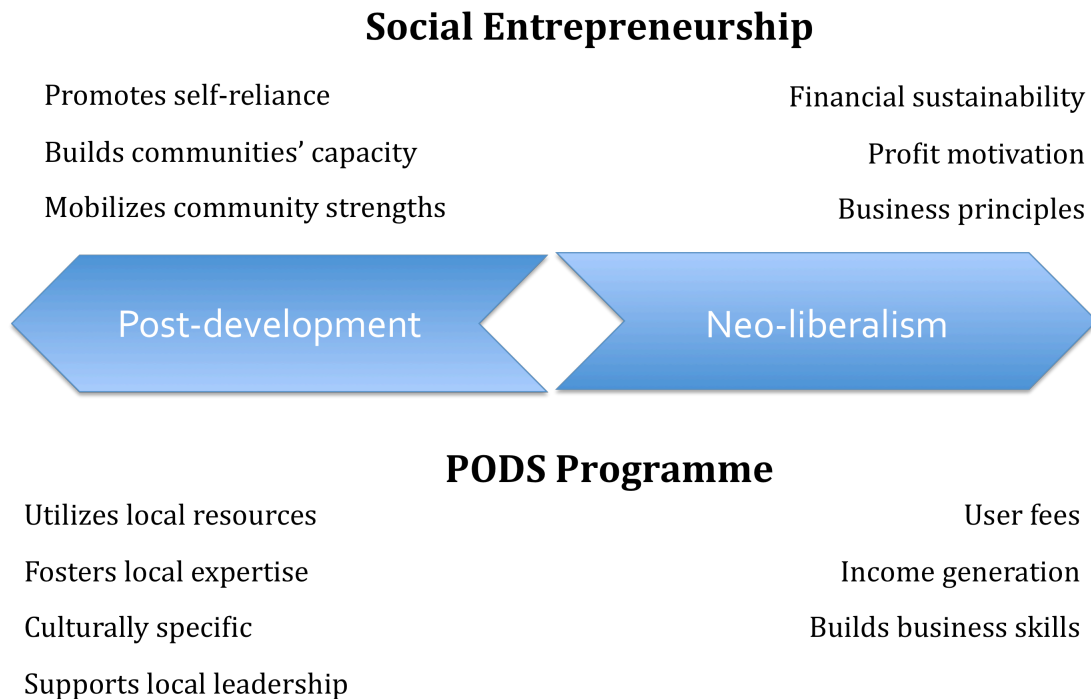 Social Entrepreneurship
Promotes self-reliance
Financial sustainability
Builds communities’ capacity
Profit motivation
Mobilizes community strengths
Business principles
Post-development
Neo-liberalism
PODS Programme
Utilizes local resources
User fees
Fosters local expertise
Income generation
Culturally specific
Builds business skills
Supports local leadership